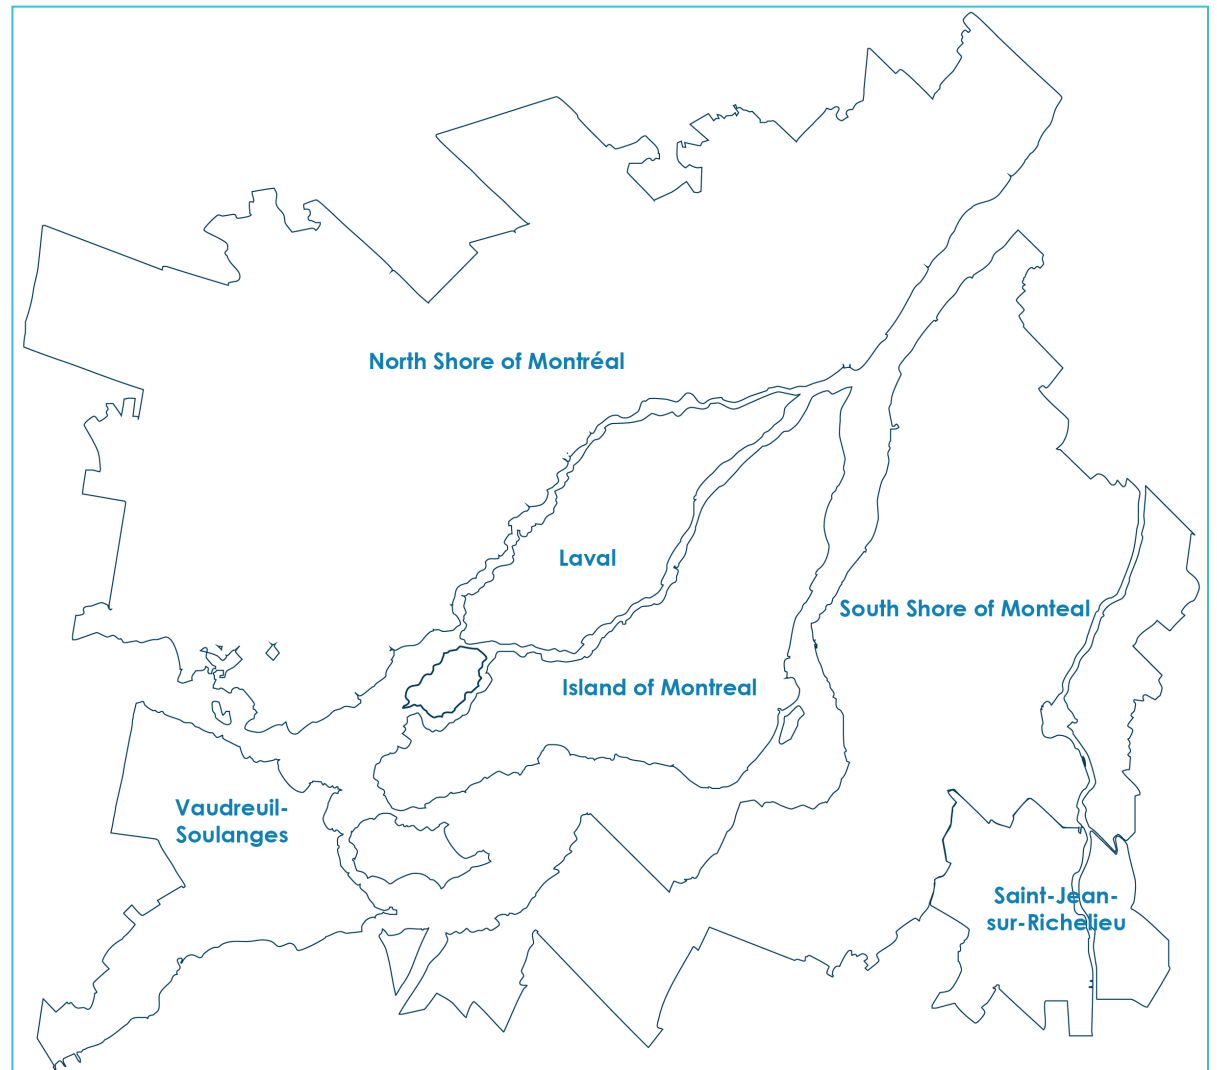 North Shore of Montréal
Laval
South Shore of Monteal
Island of Montreal
Vaudreuil-
Soulanges
Saint-Jean-
sur-Richelieu